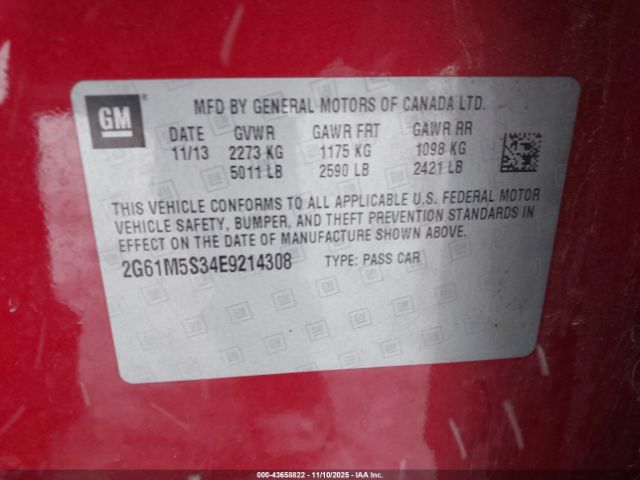 GM
MFD BY GENERAL MOTORS OF CANADA LTD.
DATE GVWR GAWR FRT GAWR RR
11/13 2273 KG 1175 KG 1098 KG
5011 LB 2590 LB 2421 LB
THIS VEHICLE CONFORMS TO ALL APPLICABLE U.S. FEDERAL MOTOR
VEHICLE SAFETY, BUMPER, AND THEFT PREVENTION STANDARDS IN
EFFECT ON THE DATE OF MANUFACTURE SHOWN ABOVE.
2G61M5S34E9214308 TYPE: PASS CAR
000-43658822 - 11/10/2025 - IAA Inc.